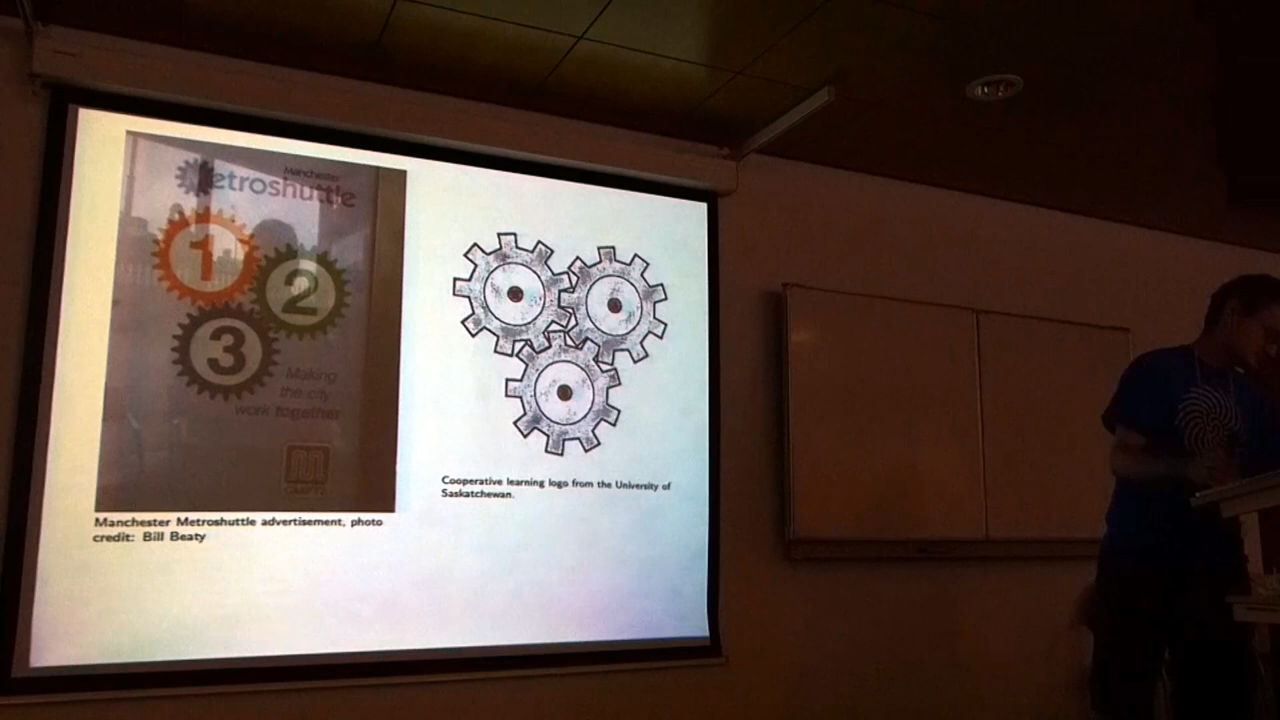 Manchester
Metroshuttle
1
2
3
Making
the city
work together
GMPTE
Manchester Metroshuttle advertisement, photo
credit: Bill Beaty
Cooperative learning logo from the University of
Saskatchewan.